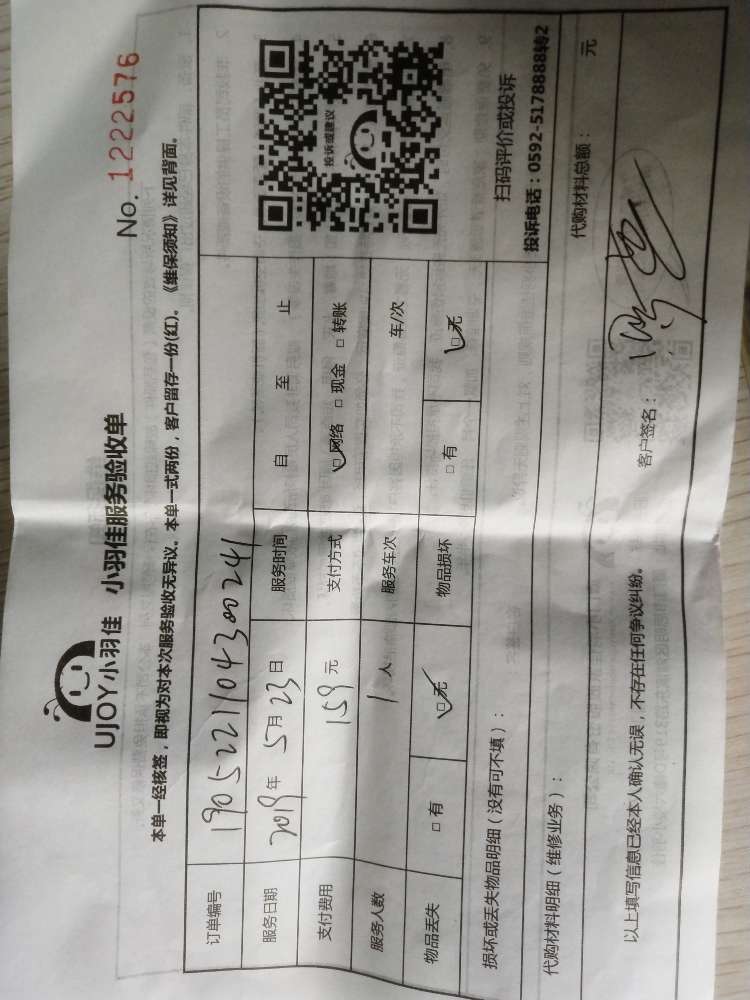 UJOY小羽佳 小羽佳服务验收单
No. 1222576
本单一经核签，即视为对本次服务验收无异议。本单一式两份，客户留存一份(红)。《维保须知》详见背面。
订单编号 1905221104300241
服务日期 2019年 5月 23日 服务时间 自 至 止
支付费用 159 元 支付方式 □网络 □现金 □转账
服务人数 1 人 服务车次 车/次
物品丢失 □有 □无 物品损坏 □有 □无
投诉或建议
扫码评价或投诉
投诉电话：0592-5178888转2
损坏或丢失物品明细（没有可不填）：
代购材料明细（维修业务）： 代购材料总额： 元
以上填写信息已经本人确认无误，不存在任何争议纠纷。
客户签名：